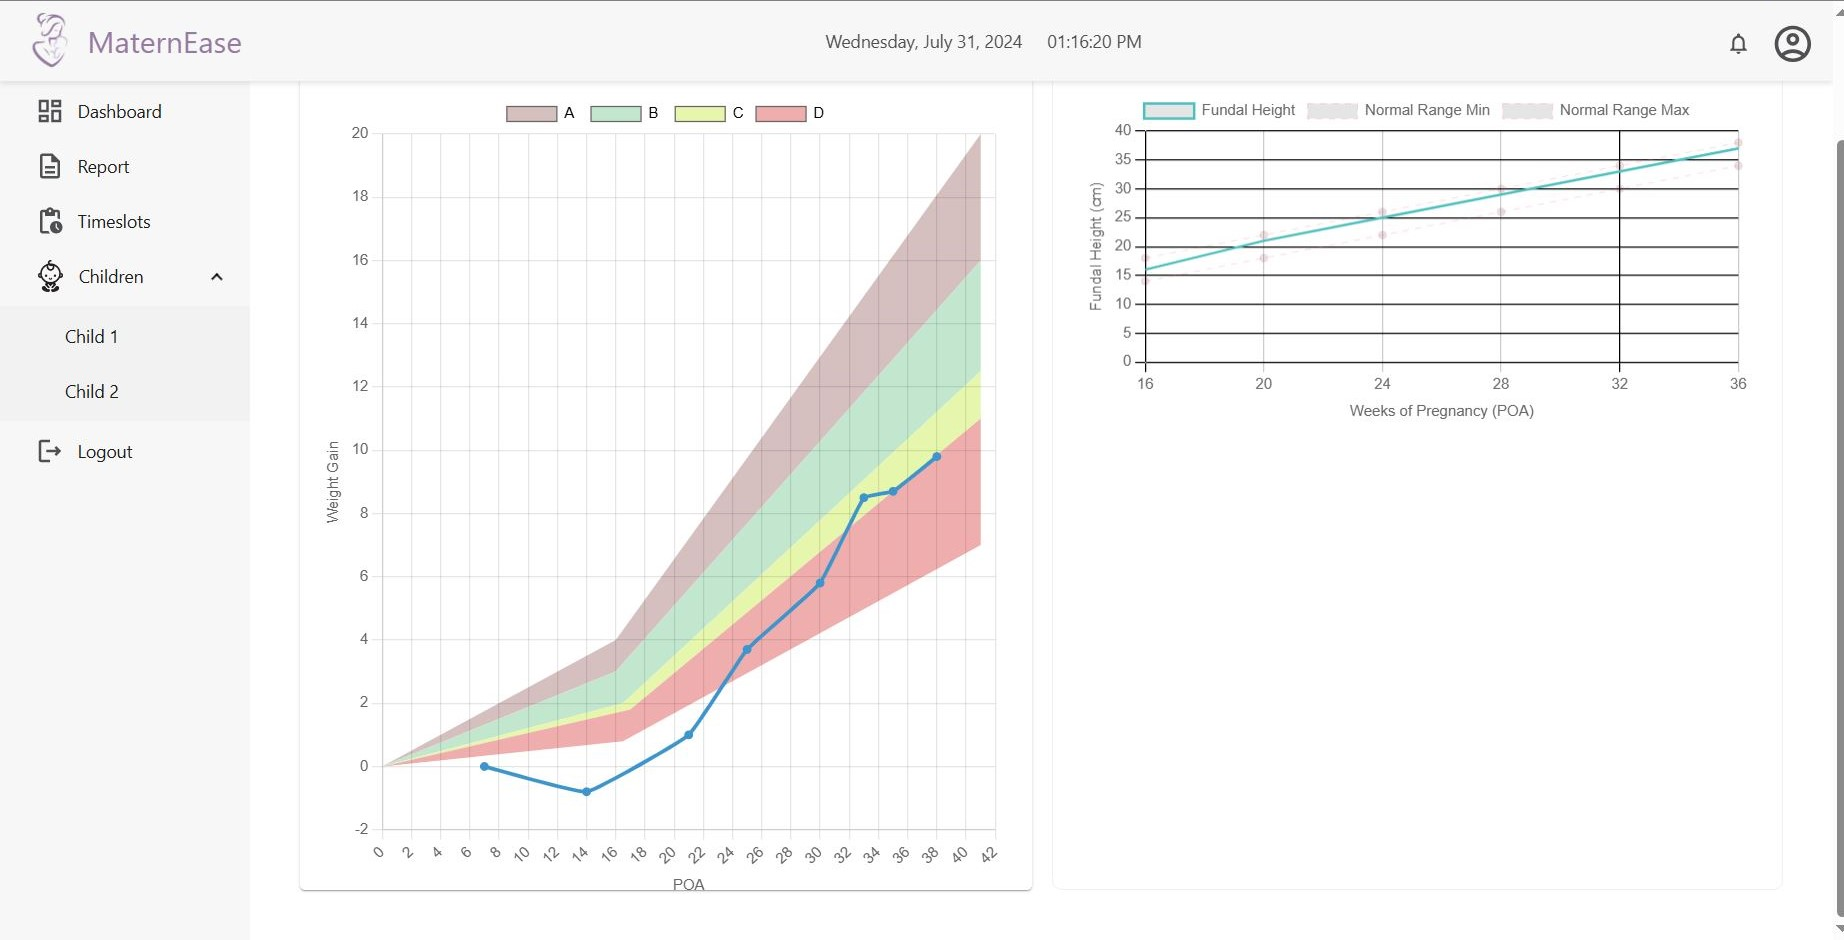 MaternEase
Wednesday, July 31, 2024 01:16:20 PM
Dashboard
Report
Timeslots
Children
Child 1
Child 2
Logout
A B C D
20
18
16
14
12
10
8
6
4
2
0
-2
Weight Gain
0 2 4 6 8 10 12 14 16 18 20 22 24 26 28 30 32 34 36 38 40 42
POA
Fundal Height Normal Range Min Normal Range Max
40
35
30
25
20
15
10
5
0
Fundal Height (cm)
16 20 24 28 32 36
Weeks of Pregnancy (POA)